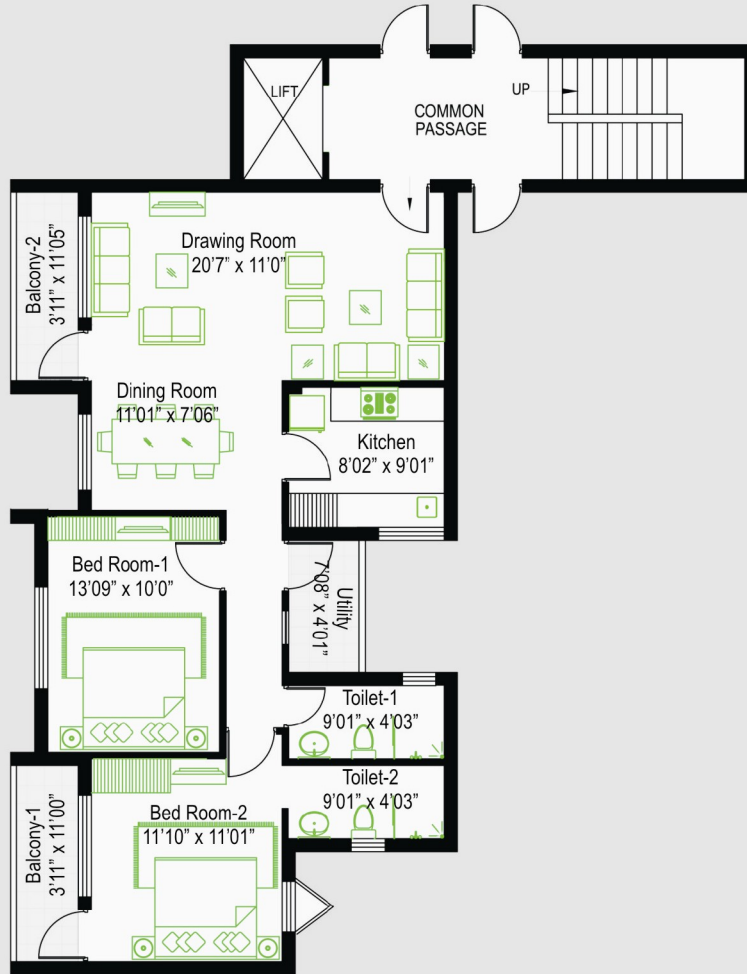 LIFT
COMMON
PASSAGE
UP
Drawing Room
20'7" x 11'0"
Balcony-2
3'11" x 11'05"
Dining Room
11'01" x 7'06"
Kitchen
8'02" x 9'01"
Bed Room-1
13'09" x 10'0"
Utility
7'08" x 4'01"
Toilet-1
9'01" x 4'03"
Toilet-2
9'01" x 4'03"
Bed Room-2
11'10" x 11'01"
Balcony-1
3'11" x 11'00"